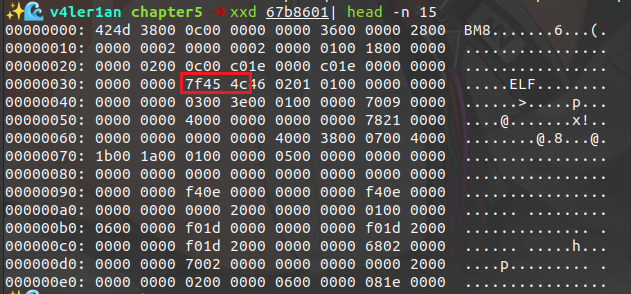 v4ler1an chapter5 → xxd 67b8601| head -n 15
00000000: 424d 3800 0c00 0000 0000 3600 0000 2800 BM8.......6...(.
00000010: 0000 0002 0000 0002 0000 0100 1800 0000 ................
00000020: 0000 0200 0c00 c01e 0000 c01e 0000 0000 ................
00000030: 0000 0000 7f45 4c46 0201 0100 0000 0000 .....ELF........
00000040: 0000 0000 0300 3e00 0100 0000 7009 0000 ......>.....p...
00000050: 0000 0000 4000 0000 0000 0000 7821 0000 ....@.......x!..
00000060: 0000 0000 0000 0000 4000 3800 0700 4000 ........@.8...@.
00000070: 1b00 1a00 0100 0000 0500 0000 0000 0000 ................
00000080: 0000 0000 0000 0000 0000 0000 0000 0000 ................
00000090: 0000 0000 f40e 0000 0000 0000 f40e 0000 ................
000000a0: 0000 0000 0000 2000 0000 0000 0100 0000 ...... .........
000000b0: 0600 0000 f01d 0000 0000 0000 f01d 2000 .............. .
000000c0: 0000 0000 f01d 2000 0000 0000 6802 0000 ...... .....h...
000000d0: 0000 0000 7002 0000 0000 0000 0000 2000 ....p......... .
000000e0: 0000 0000 0200 0000 0600 0000 081e 0000 ................